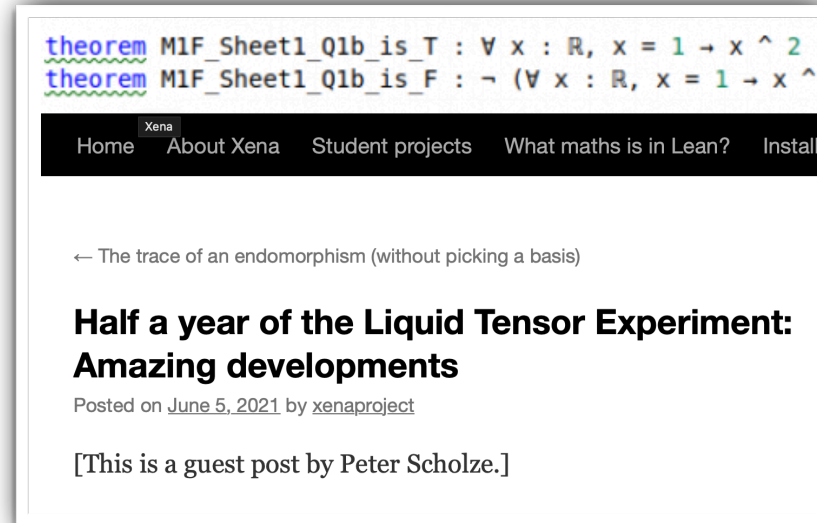 theorem M1F_Sheet1_Q1b_is_T : ∀ x : ℝ, x = 1 → x ^ 2
theorem M1F_Sheet1_Q1b_is_F : ¬ (∀ x : ℝ, x = 1 → x ^
Xena
Home About Xena Student projects What maths is in Lean? Install
← The trace of an endomorphism (without picking a basis)
Half a year of the Liquid Tensor Experiment:
Amazing developments
Posted on June 5, 2021 by xenaproject
[This is a guest post by Peter Scholze.]